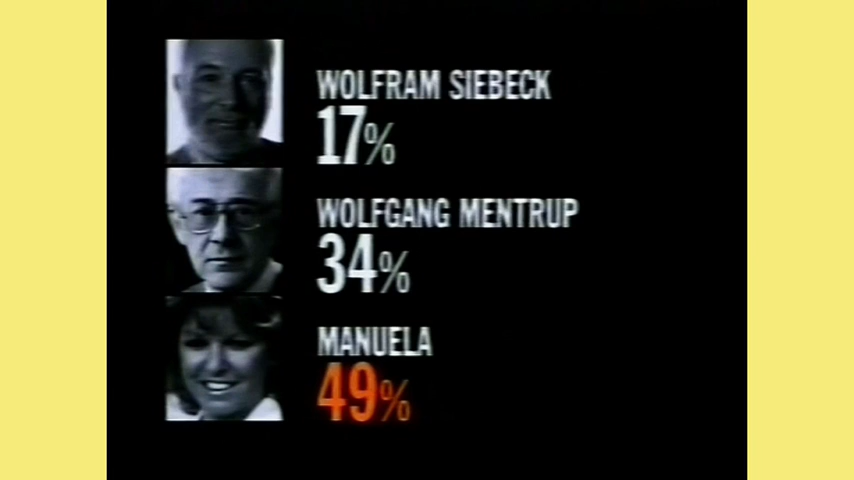 WOLFRAM SIEBECK
17%
WOLFGANG MENTRUP
34%
MANUELA
49%